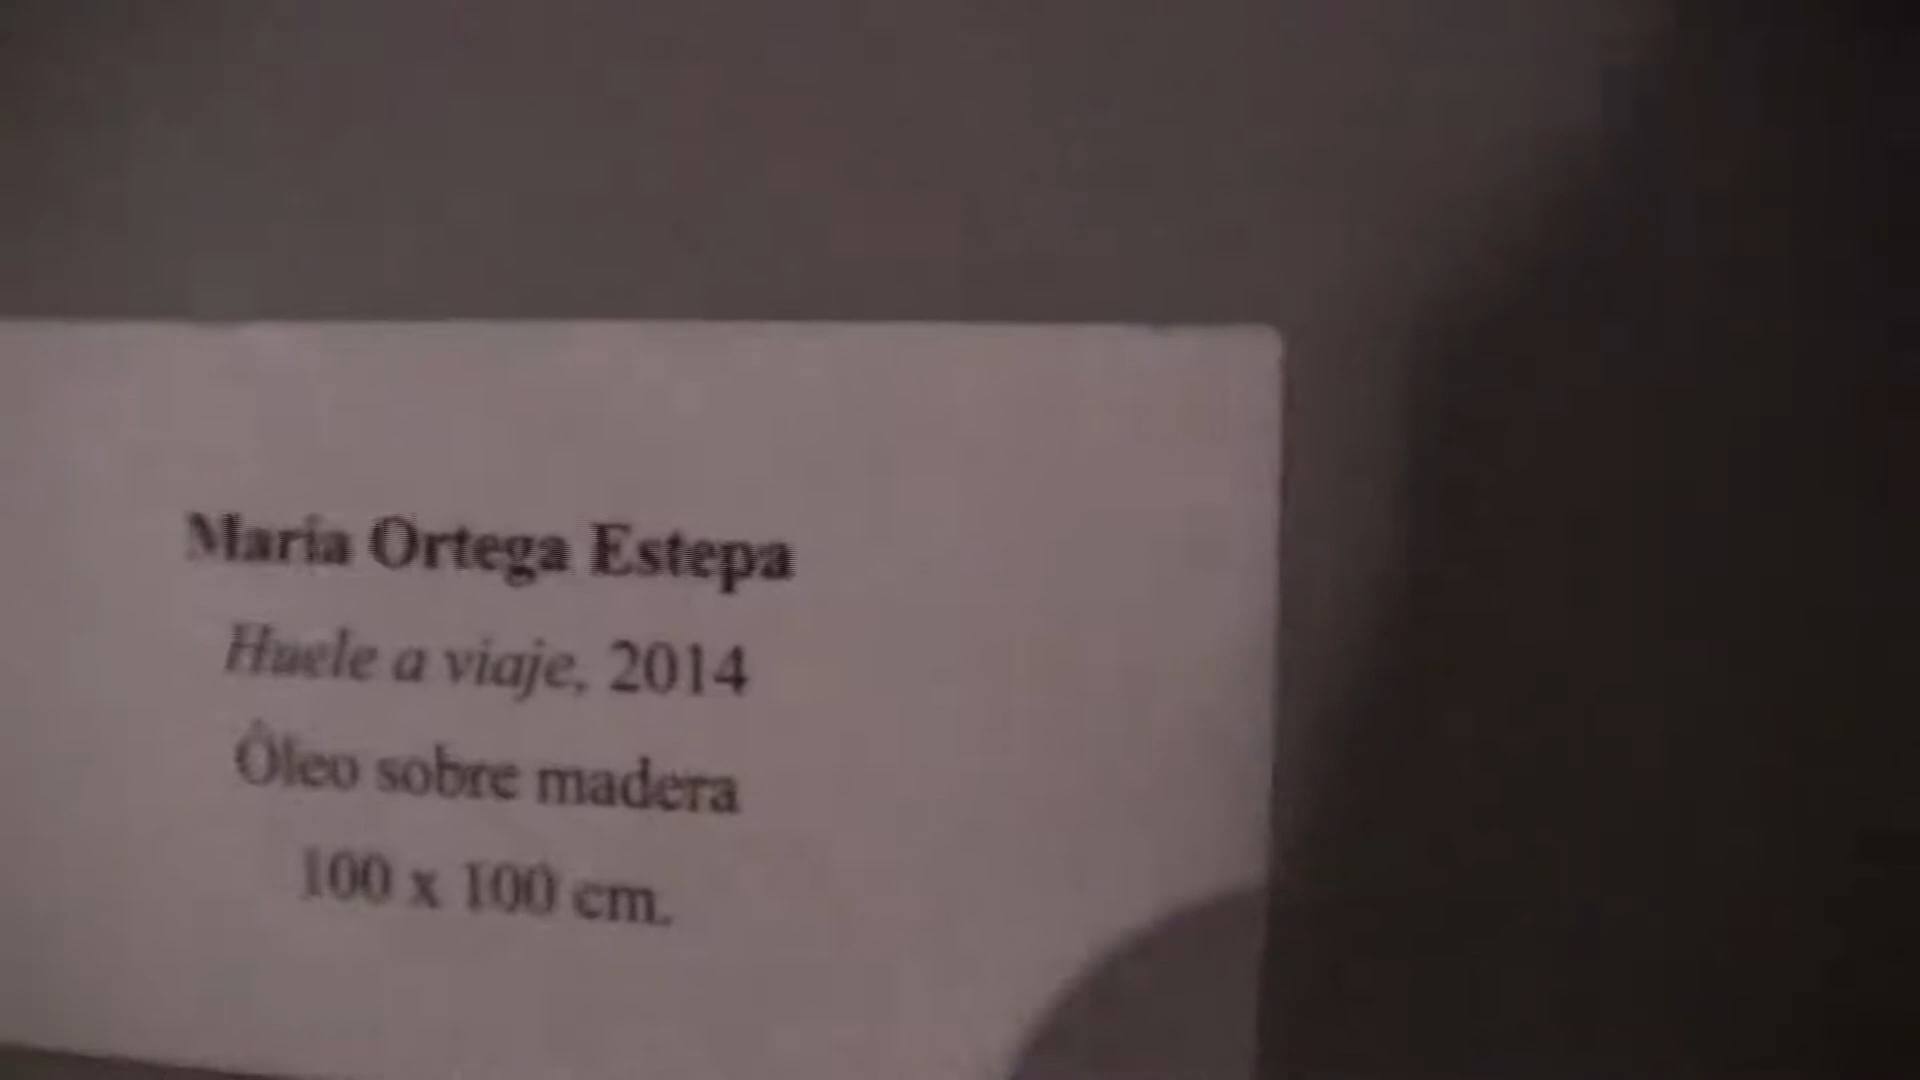 María Ortega Estepa
Huele a viaje, 2014
Óleo sobre madera
100 x 100 cm.